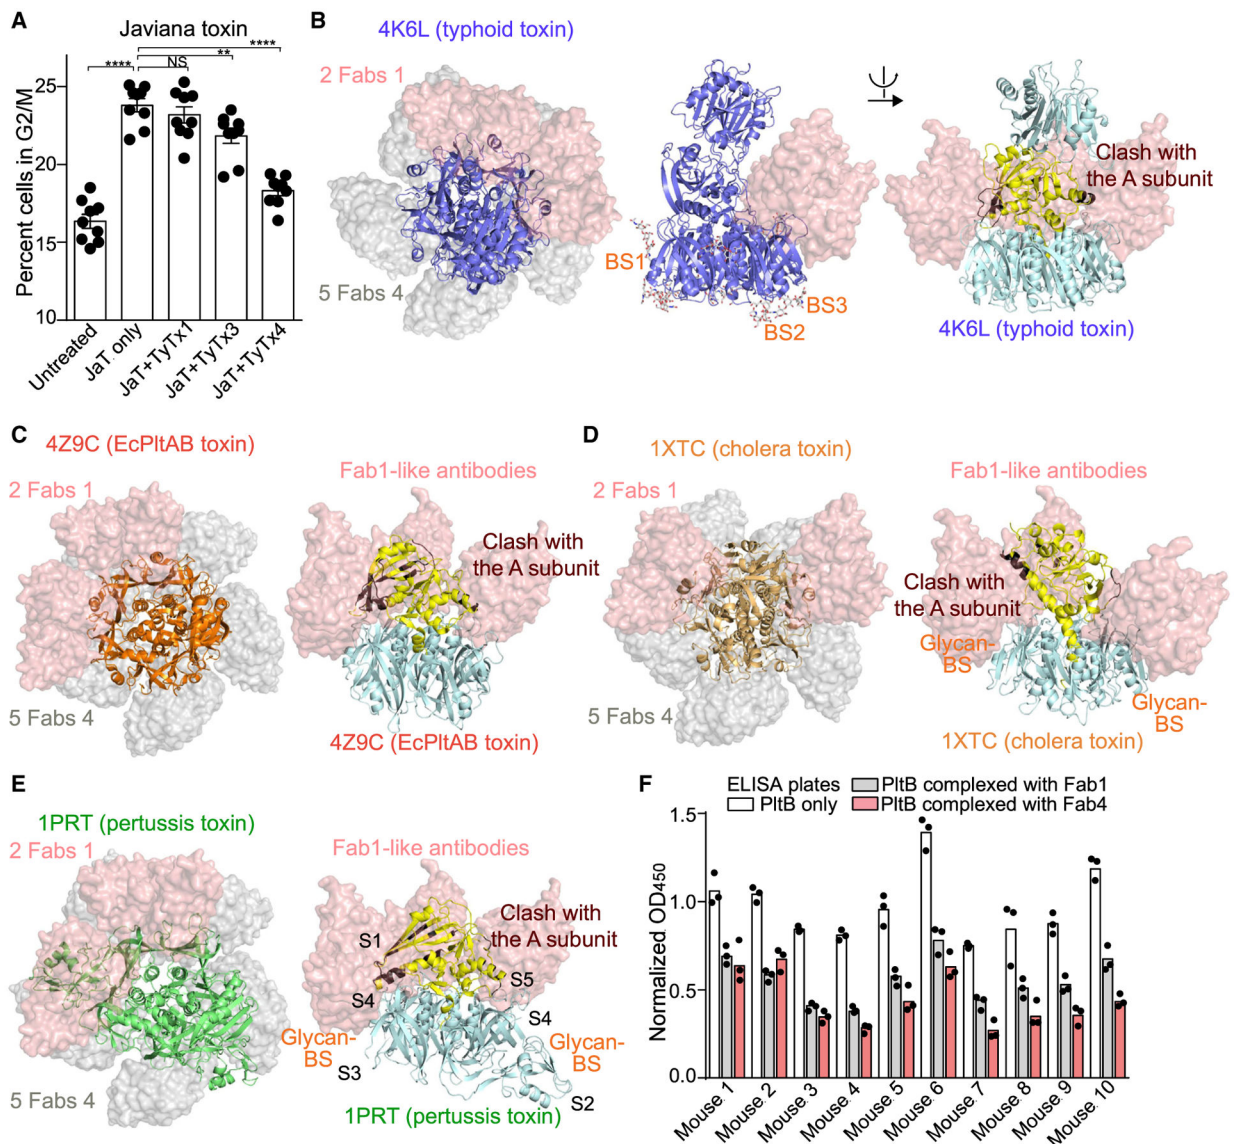 A
Javiana toxin
****
**
NS
****
Percent cells in G2/M
25
20
15
10
Untreated
JaT only
JaT+TyTx1
JaT+TyTx3
JaT+TyTx4
B
4K6L (typhoid toxin)
2 Fabs 1
5 Fabs 4
BS1
BS2
BS3
Clash with
the A subunit
4K6L (typhoid toxin)
C
4Z9C (EcPltAB toxin)
2 Fabs 1
5 Fabs 4
Fab1-like antibodies
Clash with
the A subunit
4Z9C (EcPltAB toxin)
D
1XTC (cholera toxin)
2 Fabs 1
5 Fabs 4
Fab1-like antibodies
Clash with
the A subunit
Glycan-
BS
Glycan-
BS
1XTC (cholera toxin)
E
1PRT (pertussis toxin)
2 Fabs 1
5 Fabs 4
Fab1-like antibodies
Clash with
the A subunit
S1
S5
S4
S4
Glycan-
BS
Glycan-
BS
S3
S2
1PRT (pertussis toxin)
F
ELISA plates
PltB only
PltB complexed with Fab1
PltB complexed with Fab4
Normalized OD450
1.5
1.0
0.5
0.0
Mouse 1
Mouse 2
Mouse 3
Mouse 4
Mouse 5
Mouse 6
Mouse 7
Mouse 8
Mouse 9
Mouse 10